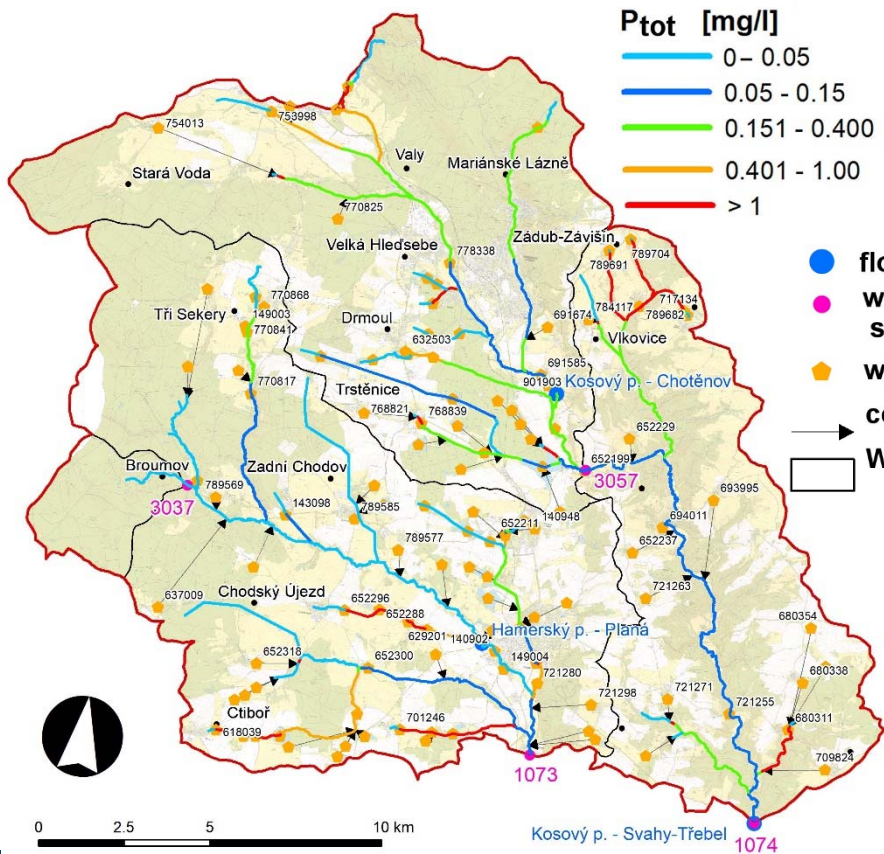 P_tot [mg/l]
0 – 0.05
0.05 - 0.15
0.151 - 0.400
0.401 - 1.00
> 1
flo
w
s
w
co
W
754013
753998
Stará Voda
Valy
Mariánské Lázně
770825
Velká Hleďsebe
778338
Zádub-Závišín
789704
789691
770868
Tři Sekery
149003
770841
Drmoul
632503
691674
784117
717134
789682
Vlkovice
691585
901903
Kosový p. - Chotěnov
770817
Trstěnice
768821
768839
652229
652199
3057
Broumov
Zadní Chodov
3037
789569
143098
789585
140948
693995
652211
694011
652237
789577
721263
637009
Chodský Újezd
652296
652288
629201
140902
Hamerský p. - Planá
680354
652318
652300
149004
721280
680338
721298
721271
721255
680311
Ctiboř
618039
701246
709824
1073
0 2.5 5 10 km
Kosový p. - Svahy-Třebel
1074